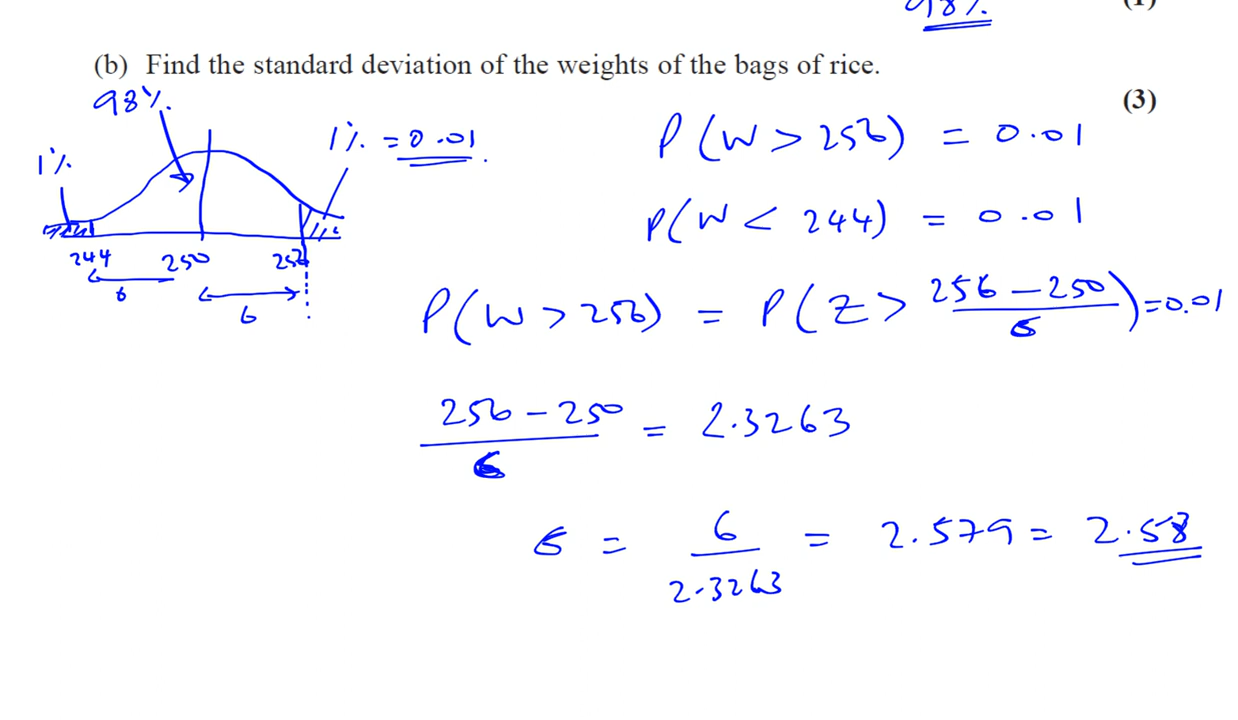 98%
(1)
(b) Find the standard deviation of the weights of the bags of rice.
(3)
98%
1%
1% = 0.01
244 250 256
6 6
P(W > 256) = 0.01
P(W < 244) = 0.01
P(W > 256) = P(Z > (256 - 250)/σ) = 0.01
(256 - 250)/σ = 2.3263
σ = 6/2.3263 = 2.579 = 2.58